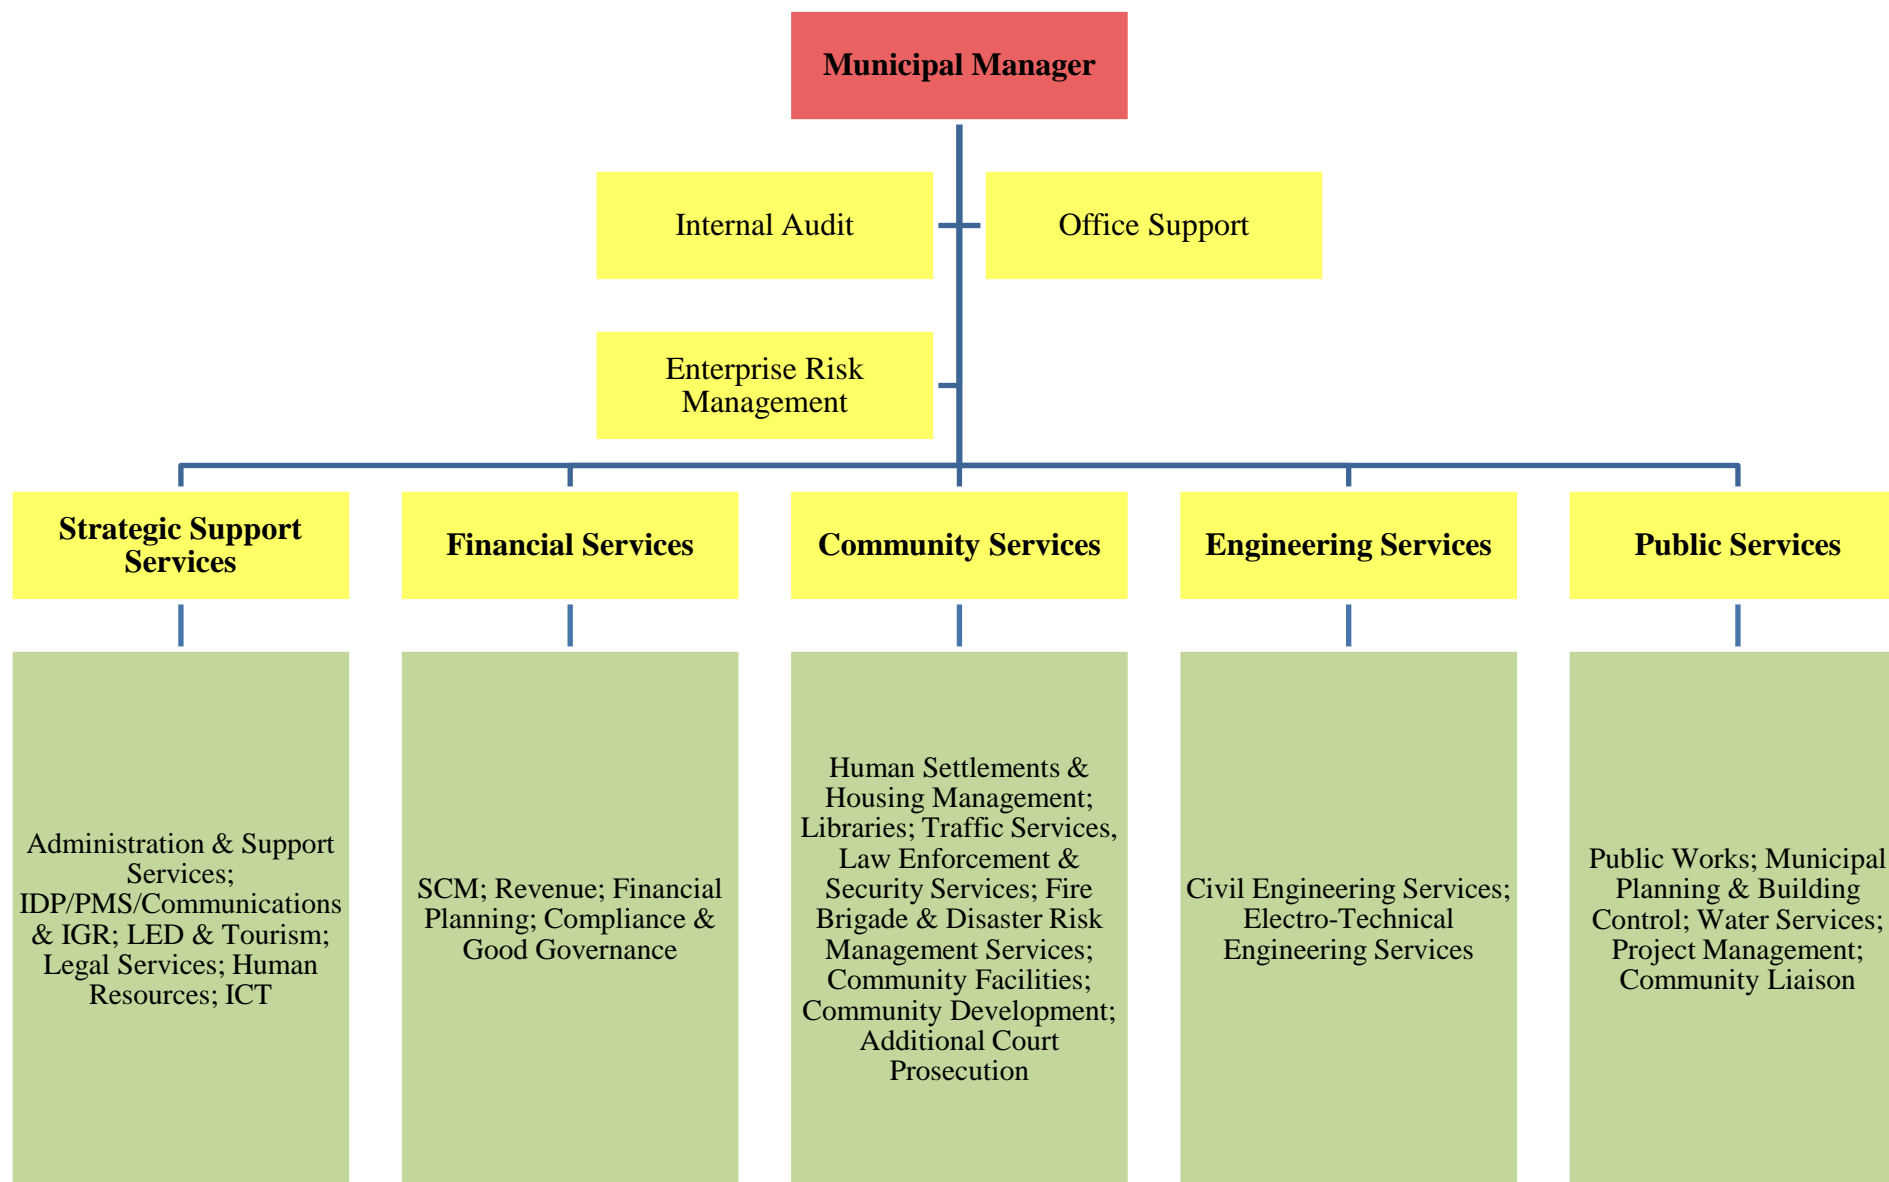 Municipal Manager
Internal Audit
Office Support
Enterprise Risk
Management
Strategic Support
Services
Financial Services
Community Services
Engineering Services
Public Services
Administration & Support
Services;
IDP/PMS/Communications
& IGR; LED & Tourism;
Legal Services; Human
Resources; ICT
SCM; Revenue; Financial
Planning; Compliance &
Good Governance
Human Settlements &
Housing Management;
Libraries; Traffic Services,
Law Enforcement &
Security Services; Fire
Brigade & Disaster Risk
Management Services;
Community Facilities;
Community Development;
Additional Court
Prosecution
Civil Engineering Services;
Electro-Technical
Engineering Services
Public Works; Municipal
Planning & Building
Control; Water Services;
Project Management;
Community Liaison